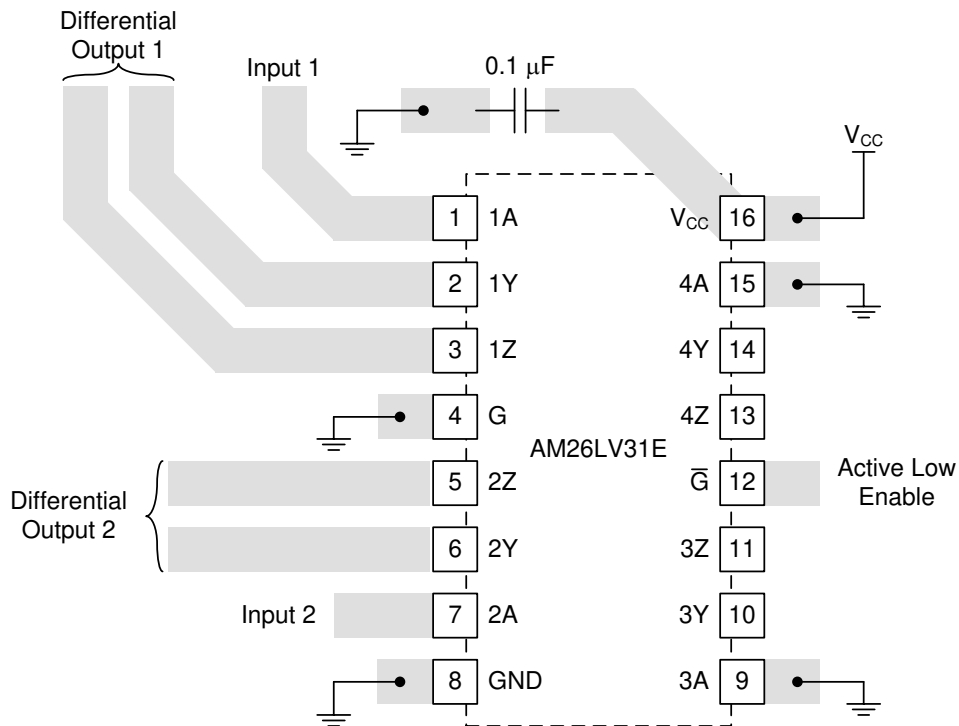 Differential
Output 1
Input 1
0.1 μF
VCC
1 1A
VCC 16
2 1Y
4A 15
3 1Z
4Y 14
4 G
4Z 13
AM26LV31E
Differential
Output 2
5 2Z
G̅ 12
Active Low
Enable
6 2Y
3Z 11
Input 2
7 2A
3Y 10
8 GND
3A 9